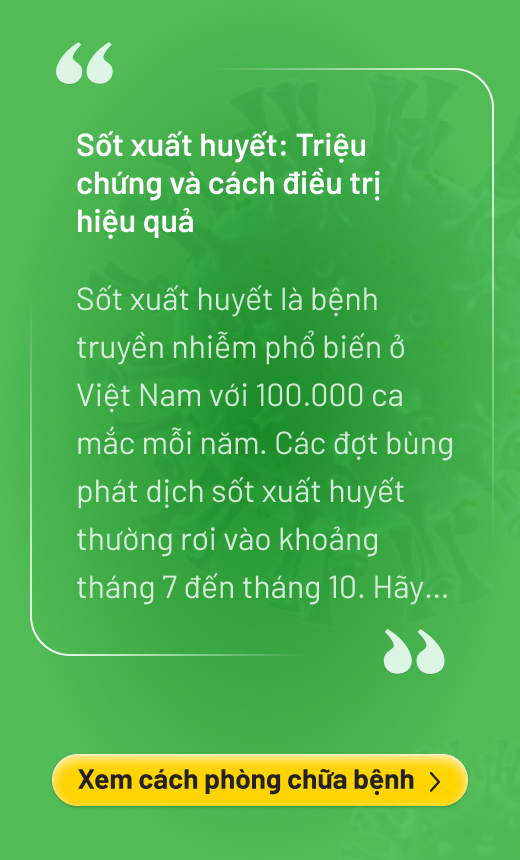 Sốt xuất huyết: Triệu
chứng và cách điều trị
hiệu quả
Sốt xuất huyết là bệnh
truyền nhiễm phổ biến ở
Việt Nam với 100.000 ca
mắc mỗi năm. Các đợt bùng
phát dịch sốt xuất huyết
thường rơi vào khoảng
tháng 7 đến tháng 10. Hãy...
Xem cách phòng chữa bệnh